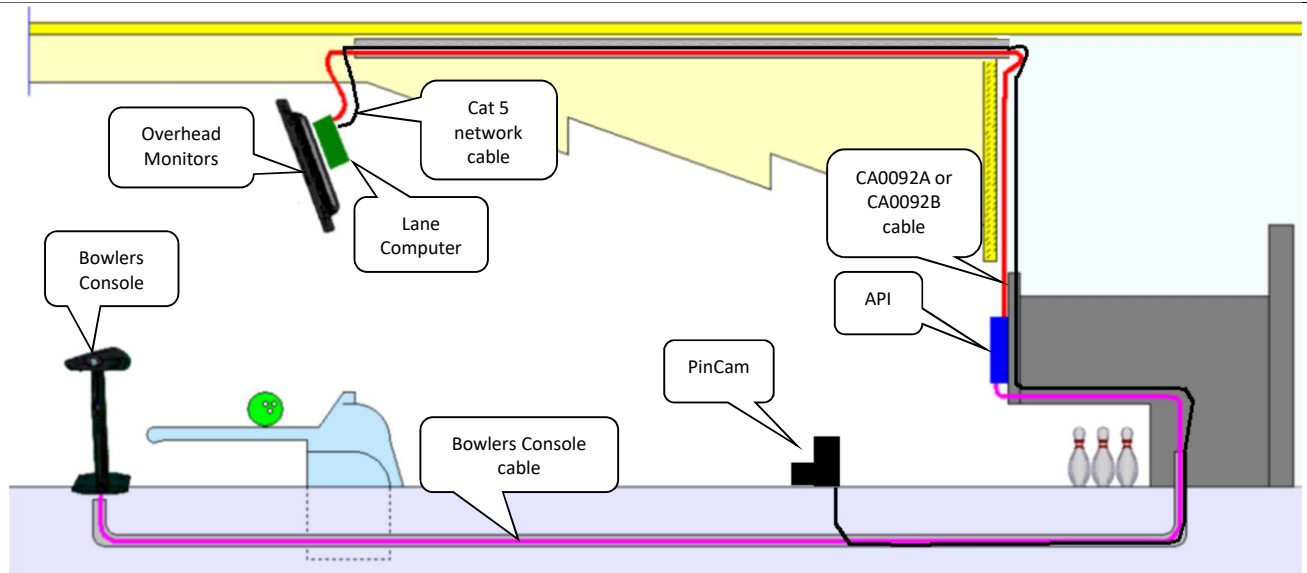 Overhead
Monitors
Cat 5
network
cable
Lane
Computer
CA0092A or
CA0092B
cable
Bowlers
Console
API
PinCam
Bowlers Console
cable